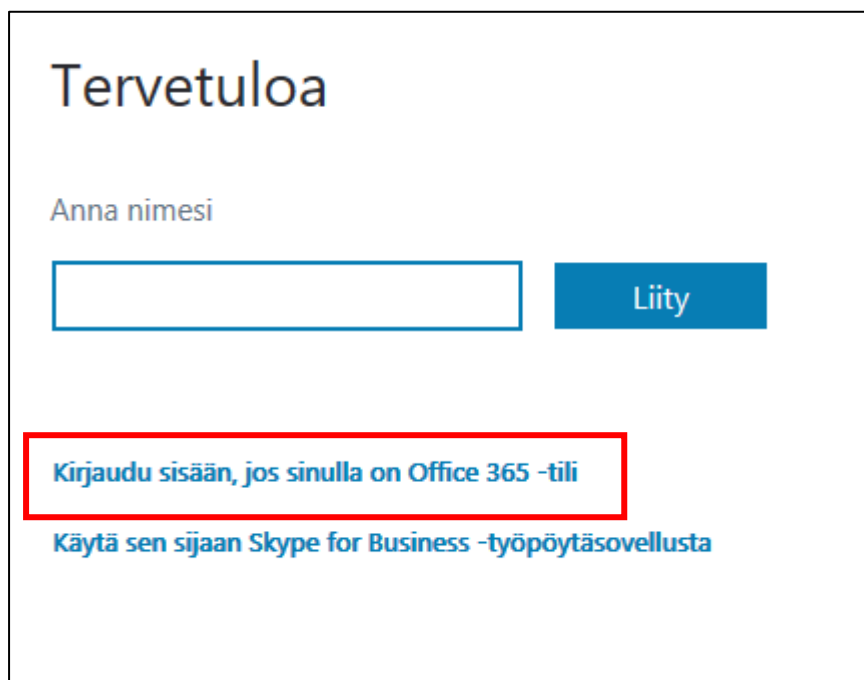 Tervetuloa
Anna nimesi
Liity
Kirjaudu sisään, jos sinulla on Office 365 -tili
Käytä sen sijaan Skype for Business -työpöytäsovellusta